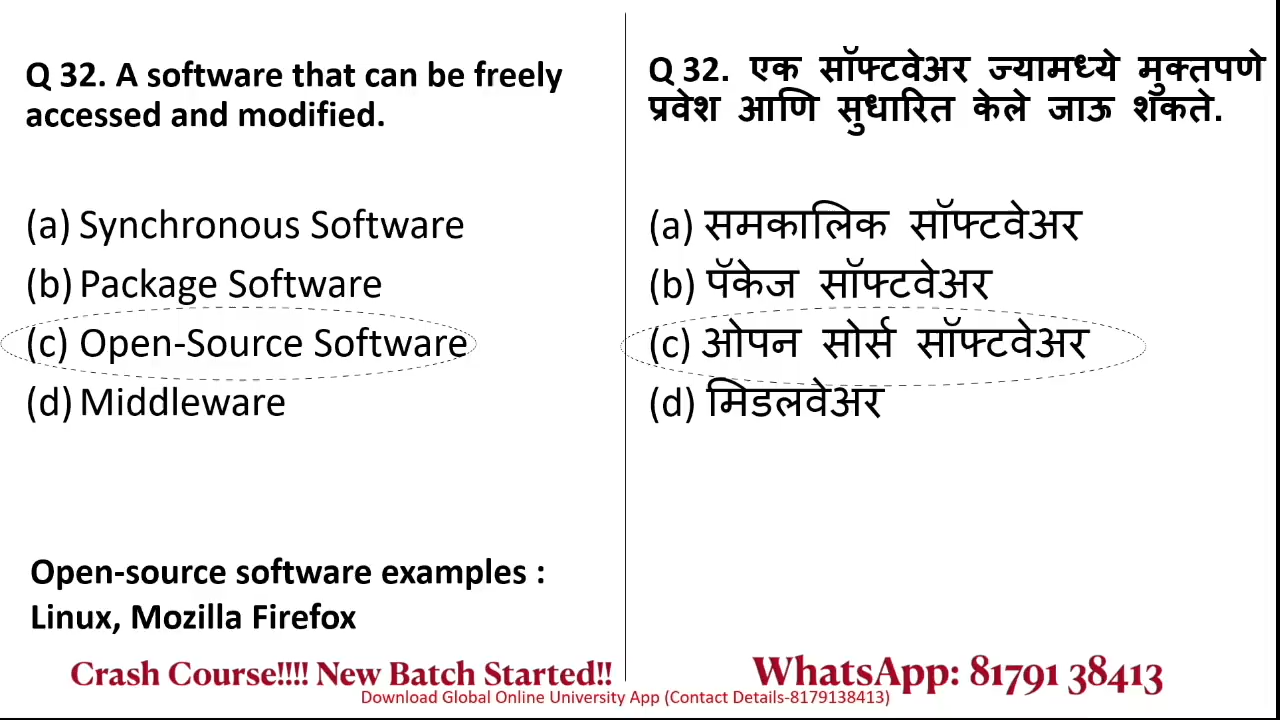 Q 32. A software that can be freely
accessed and modified.
(a) Synchronous Software
(b) Package Software
(c) Open-Source Software
(d) Middleware
Open-source software examples :
Linux, Mozilla Firefox
Q 32. एक सॉफ्टवेअर ज्यामध्ये मुक्तपणे
प्रवेश आणि सुधारित केले जाऊ शकते.
(a) समकालिक सॉफ्टवेअर
(b) पॅकेज सॉफ्टवेअर
(c) ओपन सोर्स सॉफ्टवेअर
(d) मिडलवेअर
Crash Course!!!! New Batch Started!!
WhatsApp: 81791 38413
Download Global Online University App (Contact Details-8179138413)